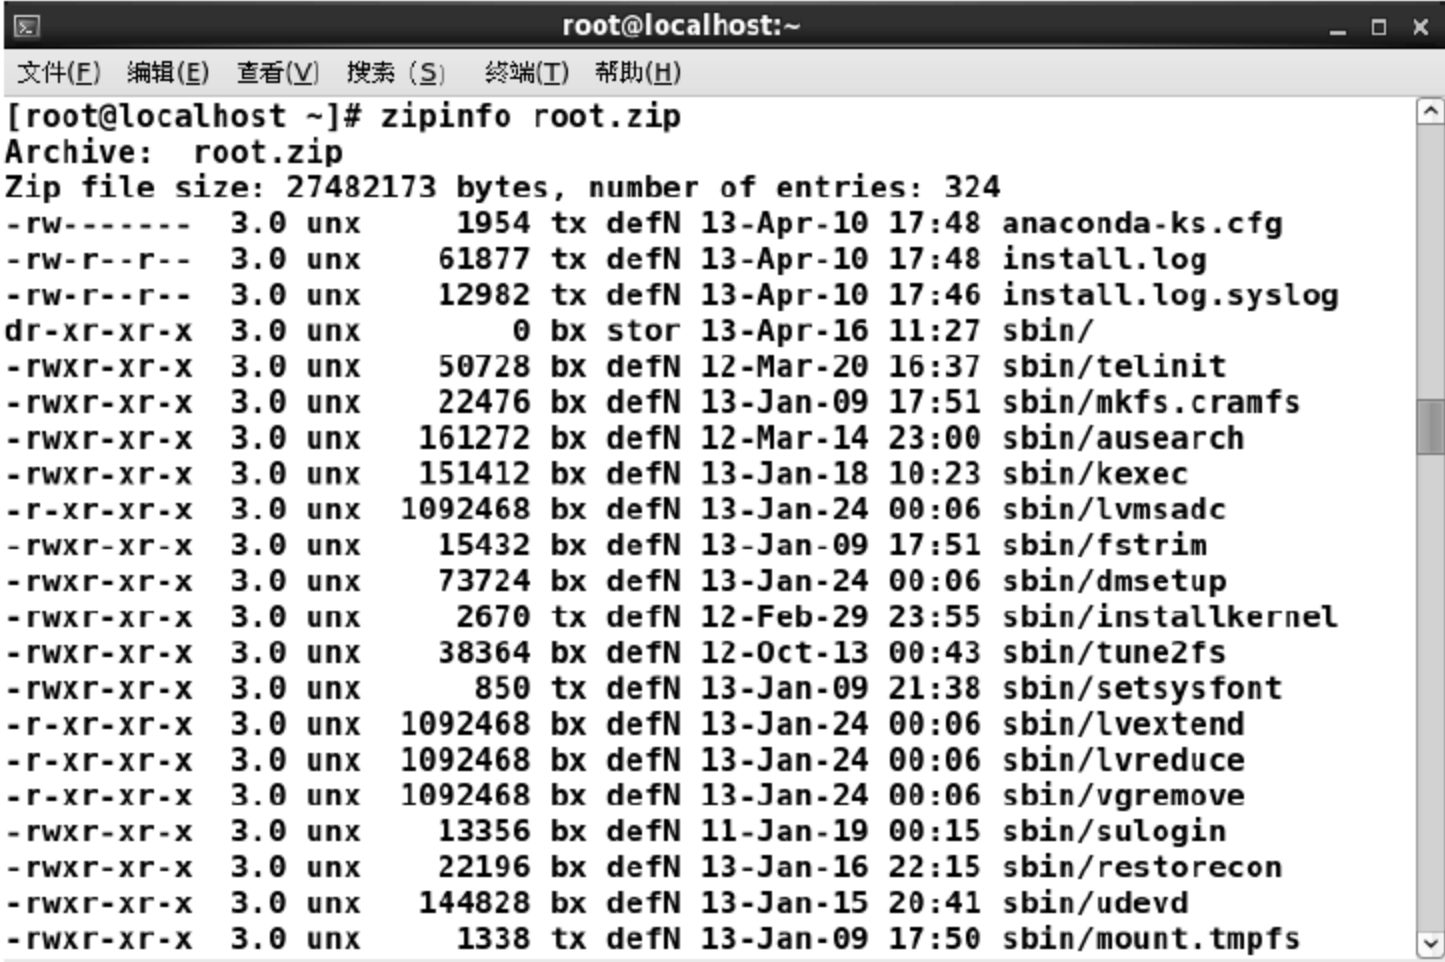 root@localhost:~
文件(F) 编辑(E) 查看(V) 搜索 (S) 终端(T) 帮助(H)
[root@localhost ~]# zipinfo root.zip
Archive:  root.zip
Zip file size: 27482173 bytes, number of entries: 324
-rw-------  3.0 unx     1954 tx defN 13-Apr-10 17:48 anaconda-ks.cfg
-rw-r--r--  3.0 unx    61877 tx defN 13-Apr-10 17:48 install.log
-rw-r--r--  3.0 unx    12982 tx defN 13-Apr-10 17:46 install.log.syslog
dr-xr-xr-x  3.0 unx        0 bx stor 13-Apr-16 11:27 sbin/
-rwxr-xr-x  3.0 unx    50728 bx defN 12-Mar-20 16:37 sbin/telinit
-rwxr-xr-x  3.0 unx    22476 bx defN 13-Jan-09 17:51 sbin/mkfs.cramfs
-rwxr-xr-x  3.0 unx   161272 bx defN 12-Mar-14 23:00 sbin/ausearch
-rwxr-xr-x  3.0 unx   151412 bx defN 13-Jan-18 10:23 sbin/kexec
-r-xr-xr-x  3.0 unx  1092468 bx defN 13-Jan-24 00:06 sbin/lvmsadc
-rwxr-xr-x  3.0 unx    15432 bx defN 13-Jan-09 17:51 sbin/fstrim
-rwxr-xr-x  3.0 unx    73724 bx defN 13-Jan-24 00:06 sbin/dmsetup
-rwxr-xr-x  3.0 unx     2670 tx defN 12-Feb-29 23:55 sbin/installkernel
-rwxr-xr-x  3.0 unx    38364 bx defN 12-Oct-13 00:43 sbin/tune2fs
-rwxr-xr-x  3.0 unx      850 tx defN 13-Jan-09 21:38 sbin/setsysfont
-r-xr-xr-x  3.0 unx  1092468 bx defN 13-Jan-24 00:06 sbin/lvextend
-r-xr-xr-x  3.0 unx  1092468 bx defN 13-Jan-24 00:06 sbin/lvreduce
-r-xr-xr-x  3.0 unx  1092468 bx defN 13-Jan-24 00:06 sbin/vgremove
-rwxr-xr-x  3.0 unx    13356 bx defN 11-Jan-19 00:15 sbin/sulogin
-rwxr-xr-x  3.0 unx    22196 bx defN 13-Jan-16 22:15 sbin/restorecon
-rwxr-xr-x  3.0 unx   144828 bx defN 13-Jan-15 20:41 sbin/udevd
-rwxr-xr-x  3.0 unx     1338 tx defN 13-Jan-09 17:50 sbin/mount.tmpfs